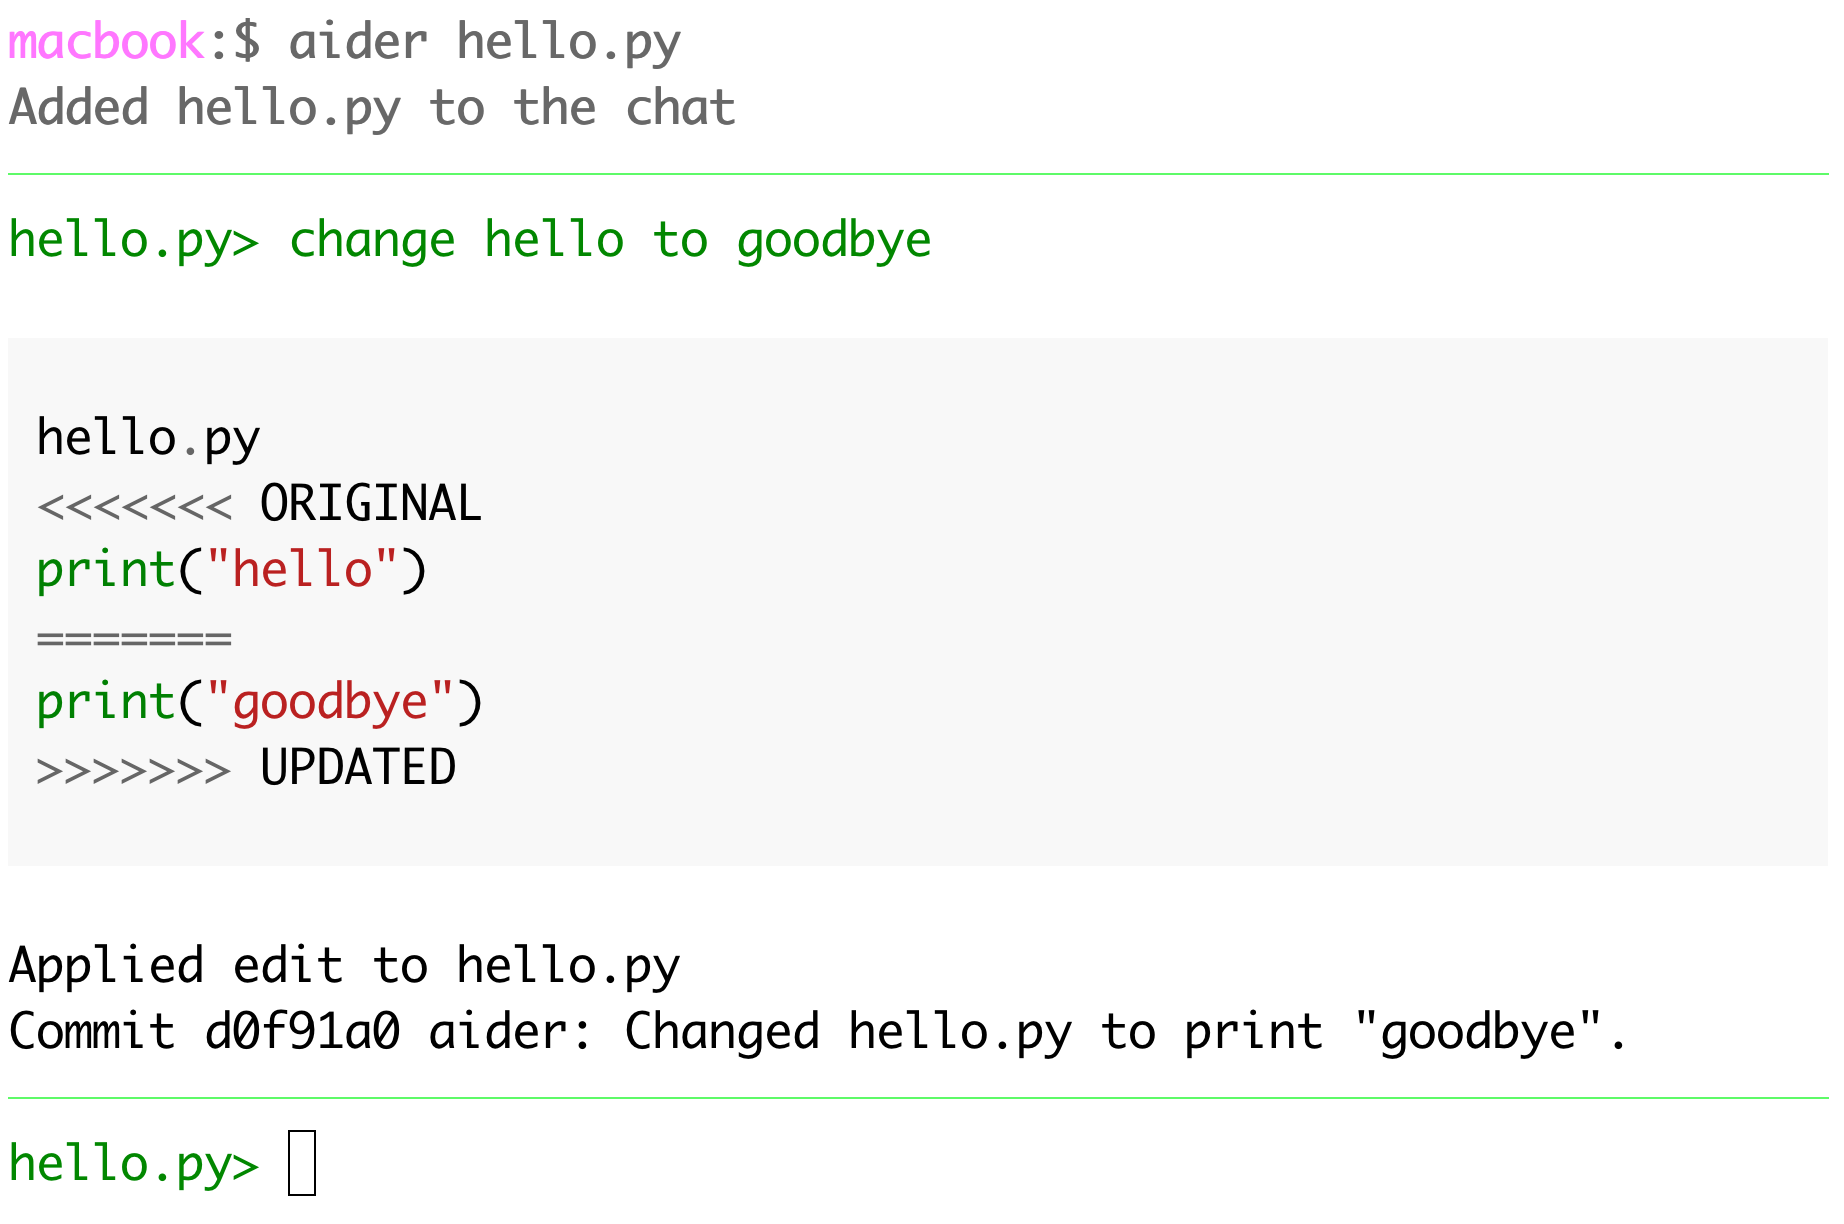 macbook:$ aider hello.py
Added hello.py to the chat
hello.py> change hello to goodbye
hello.py
<<<<<<< ORIGINAL
print("hello")
=======
print("goodbye")
>>>>>>> UPDATED
Applied edit to hello.py
Commit d0f91a0 aider: Changed hello.py to print "goodbye".
hello.py>